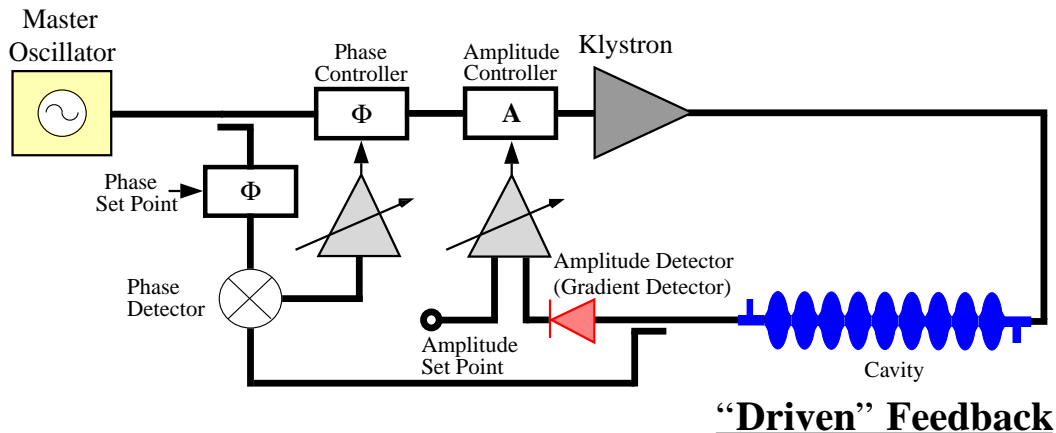 Master
Oscillator
Phase
Controller
Amplitude
Controller
Klystron
Φ
A
Phase
Set Point
Φ
Phase
Detector
Amplitude Detector
(Gradient Detector)
Amplitude
Set Point
Cavity
“Driven” Feedback